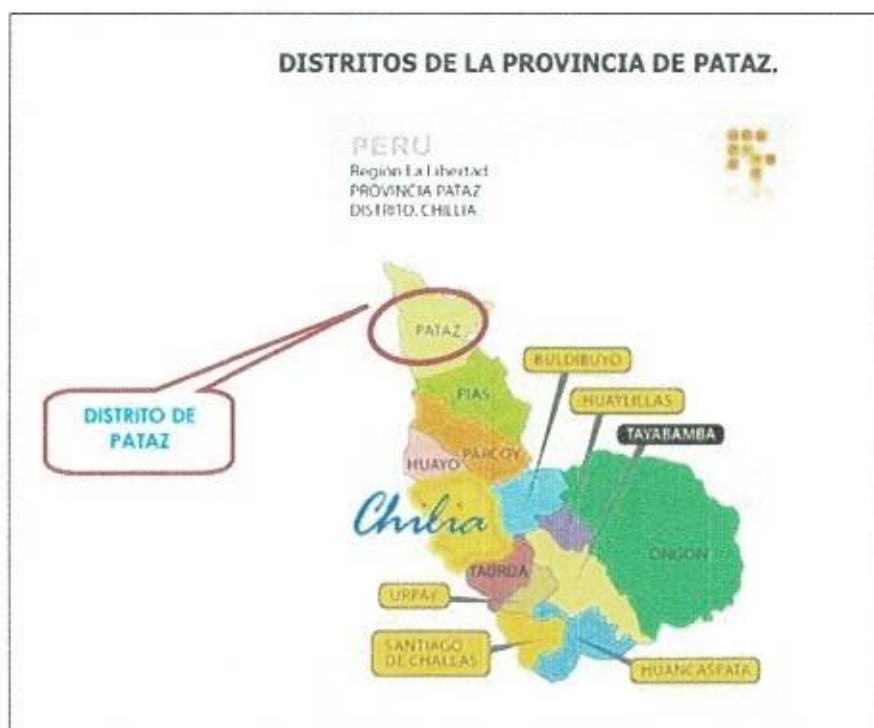 DISTRITOS DE LA PROVINCIA DE PATAZ.
PERU
Región La Libertad
PROVINCIA PATAZ
DISTRITO. CHILLIA
PATAZ
DISTRITO DE
PATAZ
BULDIBUYO
PIAS
HUAYLILLAS
TAYABAMBA
PARCOY
HUAYO
Chilia
ONGON
TAURIJA
URPAY
SANTIAGO
DE CHALLAS
HUANCASPATA